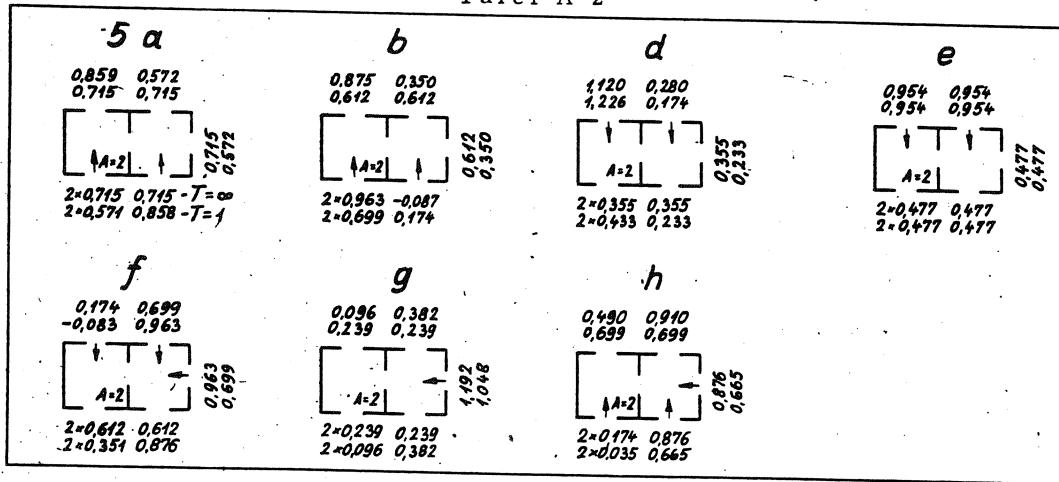 Tafel A 2
5 a
0,859 0,572
0,715 0,715
A=2
0,715
0,572
2×0,715 0,715 - T=∞
2×0,571 0,858 - T=1
b
0,875 0,350
0,612 0,612
A=2
0,612
0,350
2×0,963 -0,087
2×0,699 0,174
d
1,120 0,280
1,226 0,174
A=2
0,355
0,233
2×0,355 0,355
2×0,433 0,233
e
0,954 0,954
0,954 0,954
A=2
0,477
0,477
2×0,477 0,477
2×0,477 0,477
f
0,174 0,699
-0,083 0,963
A=2
0,963
0,699
2×0,612 0,612
2×0,351 0,876
g
0,096 0,382
0,239 0,239
A=2
1,192
1,048
2×0,239 0,239
2×0,096 0,382
h
0,490 0,910
0,699 0,699
A=2
0,876
0,665
2×0,174 0,876
2×0,035 0,665